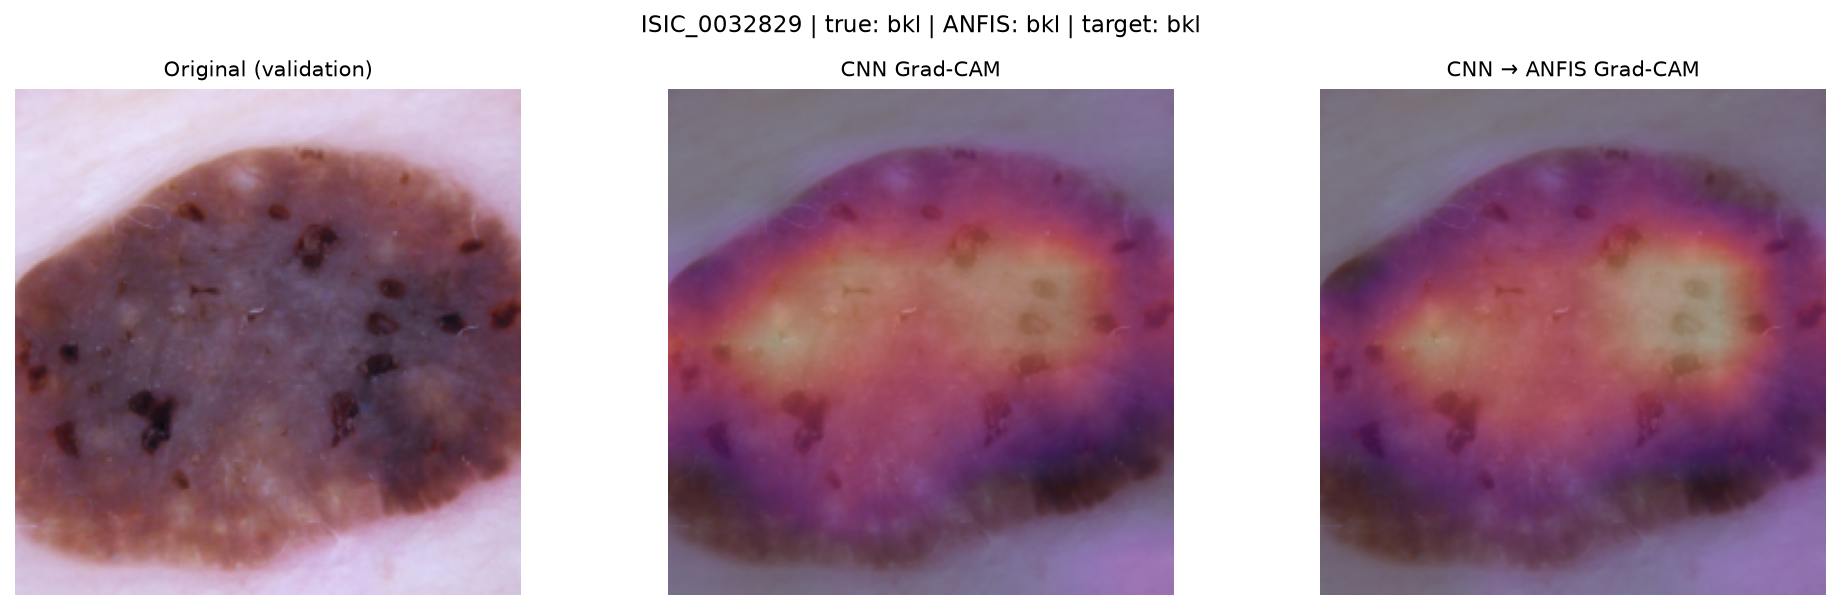 ISIC_0032829 | true: bkl | ANFIS: bkl | target: bkl
Original (validation)
CNN Grad-CAM
CNN → ANFIS Grad-CAM